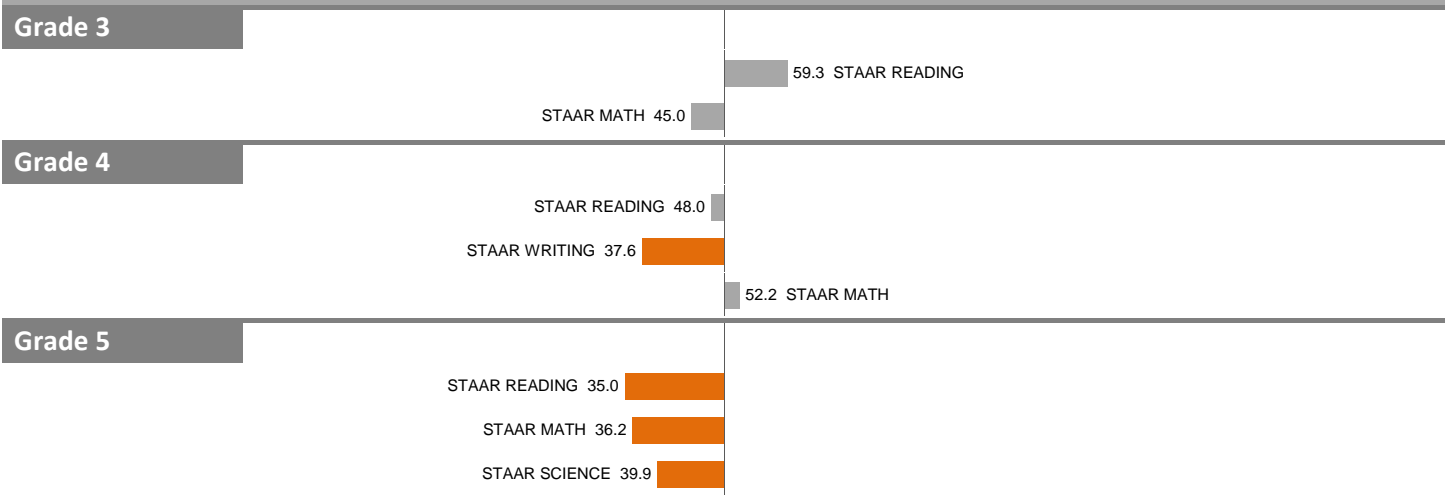 Grade 3
59.3 STAAR READING
STAAR MATH 45.0
Grade 4
STAAR READING 48.0
STAAR WRITING 37.6
52.2 STAAR MATH
Grade 5
STAAR READING 35.0
STAAR MATH 36.2
STAAR SCIENCE 39.9